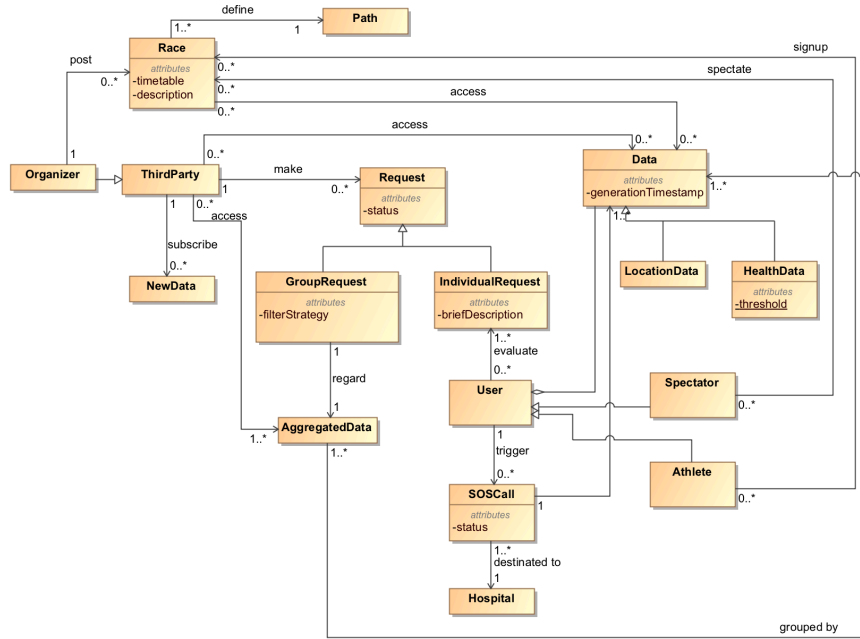 define
1..*
1
Path
Race
attributes
-timetable
-description
post
0..*
1
0..*
0..*
0..*
signup
spectate
access
0..*
access
0..*
0..*
Organizer
ThirdParty
make
1
0..*
Request
attributes
-status
Data
attributes
-generationTimestamp
1..*
1..*
1
0..*
access
subscribe
0..*
NewData
GroupRequest
attributes
-filterStrategy
IndividualRequest
attributes
-briefDescription
LocationData
HealthData
attributes
-threshold
1
regard
1
1..*
evaluate
0..*
User
Spectator
0..*
AggregatedData
1..*
1..*
1
trigger
0..*
Athlete
0..*
SOSCall
attributes
-status
1
1..*
destinated to
1
Hospital
grouped by